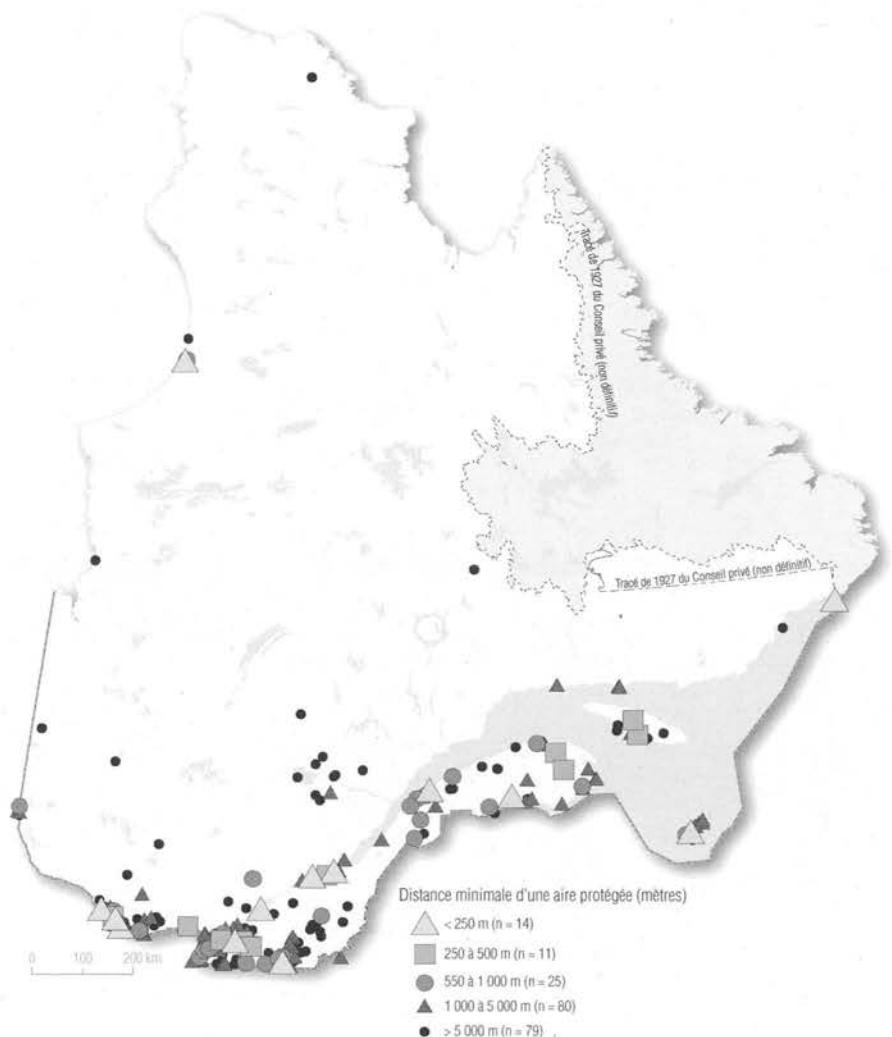 Tracé de 1927 du Conseil privé (non définitif)
Tracé de 1927 du Conseil privé (non définitif)
Distance minimale d'une aire protégée (mètres)
< 250 m (n = 14)
250 à 500 m (n = 11)
550 à 1 000 m (n = 25)
1 000 à 5 000 m (n = 80)
> 5 000 m (n = 79)
0 100 200 km